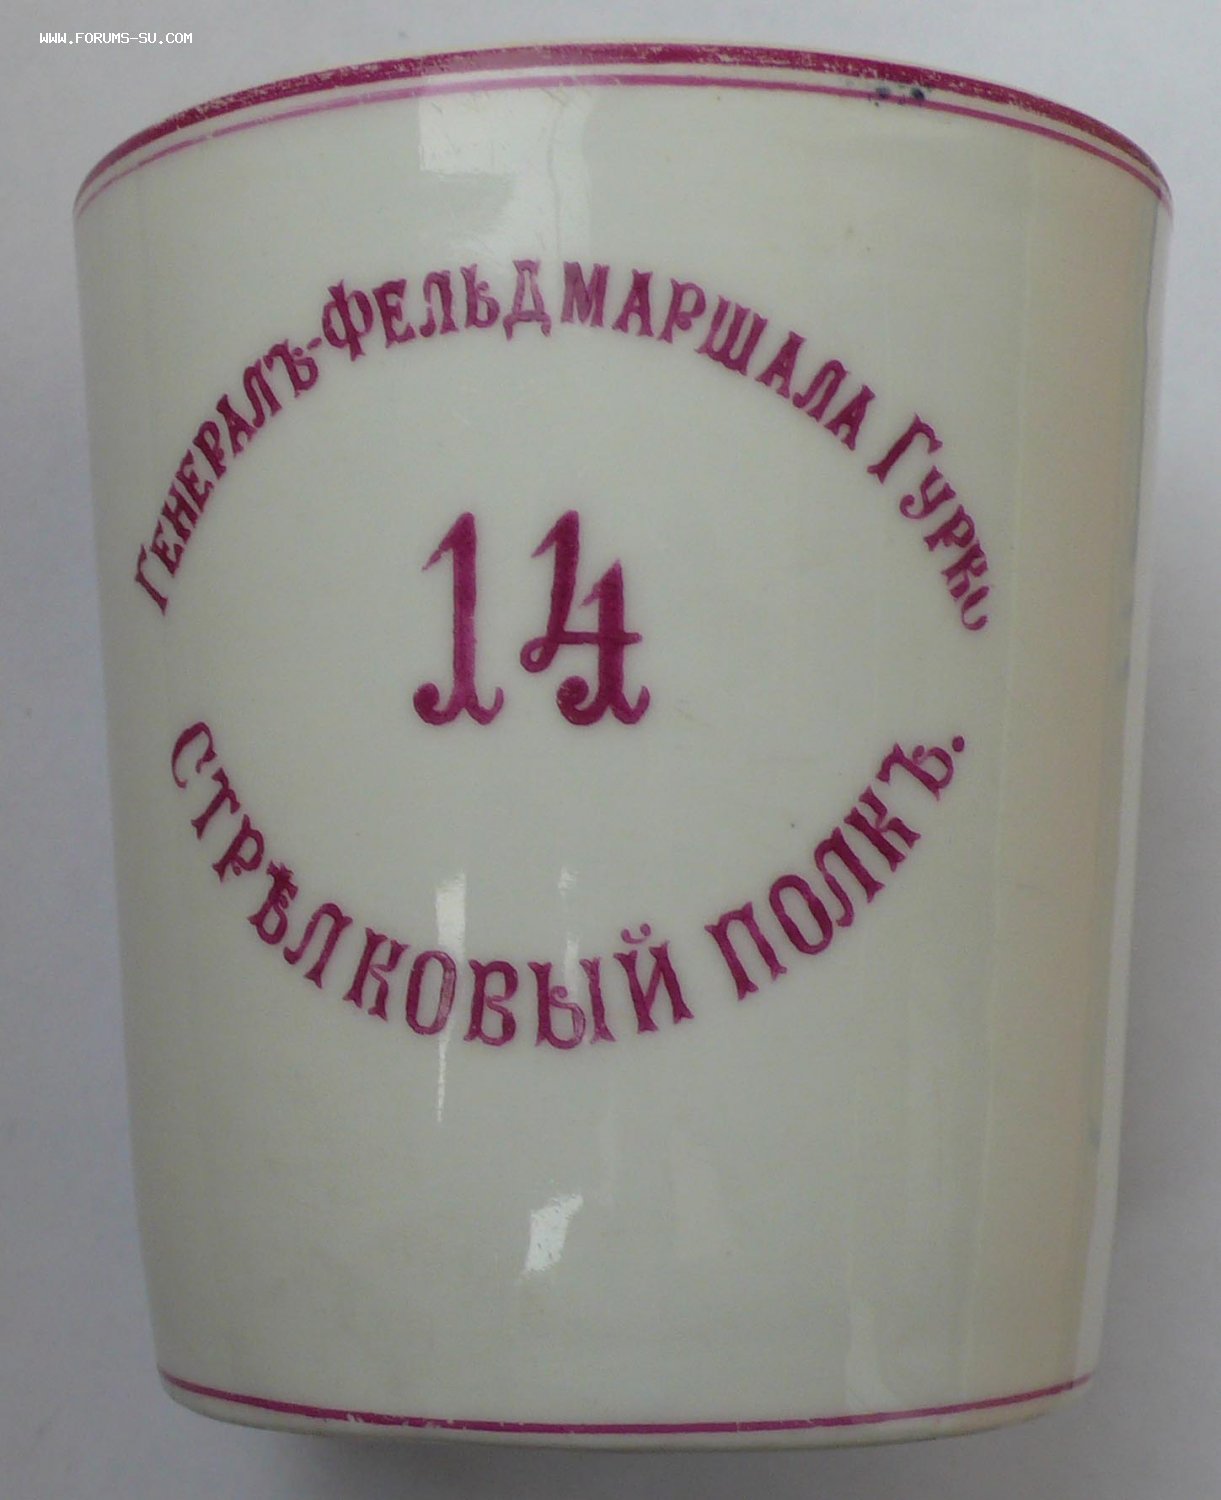 WWW.FORUMS-SU.COM
ГЕНЕРАЛЪ-ФЕЛЬДМАРШАЛА ГУРКО
14
СТРѢЛКОВЫЙ ПОЛКЪ.